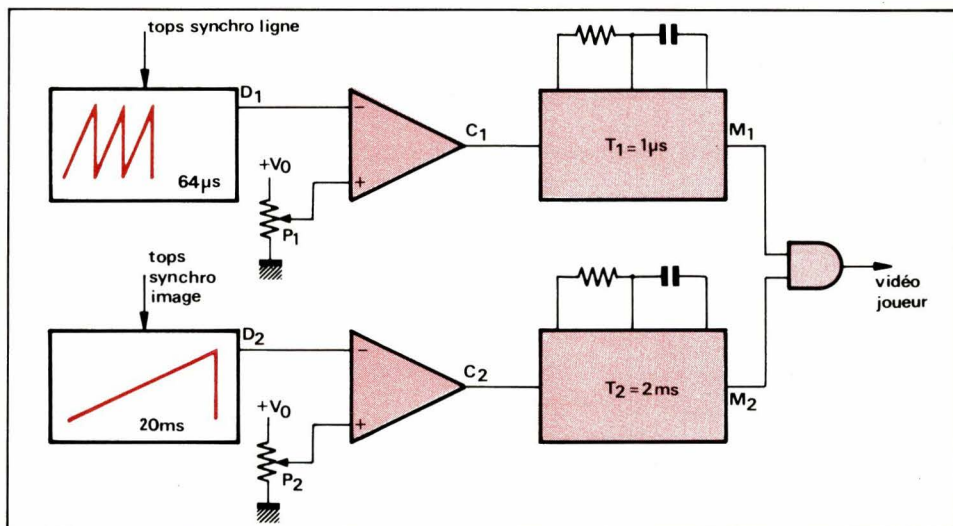 tops synchro ligne
D1
64µs
+V0
P1
−
+
C1
T1 = 1µs
M1
vidéo
joueur
tops
synchro
image
D2
20ms
+V0
P2
−
+
C2
T2 = 2ms
M2